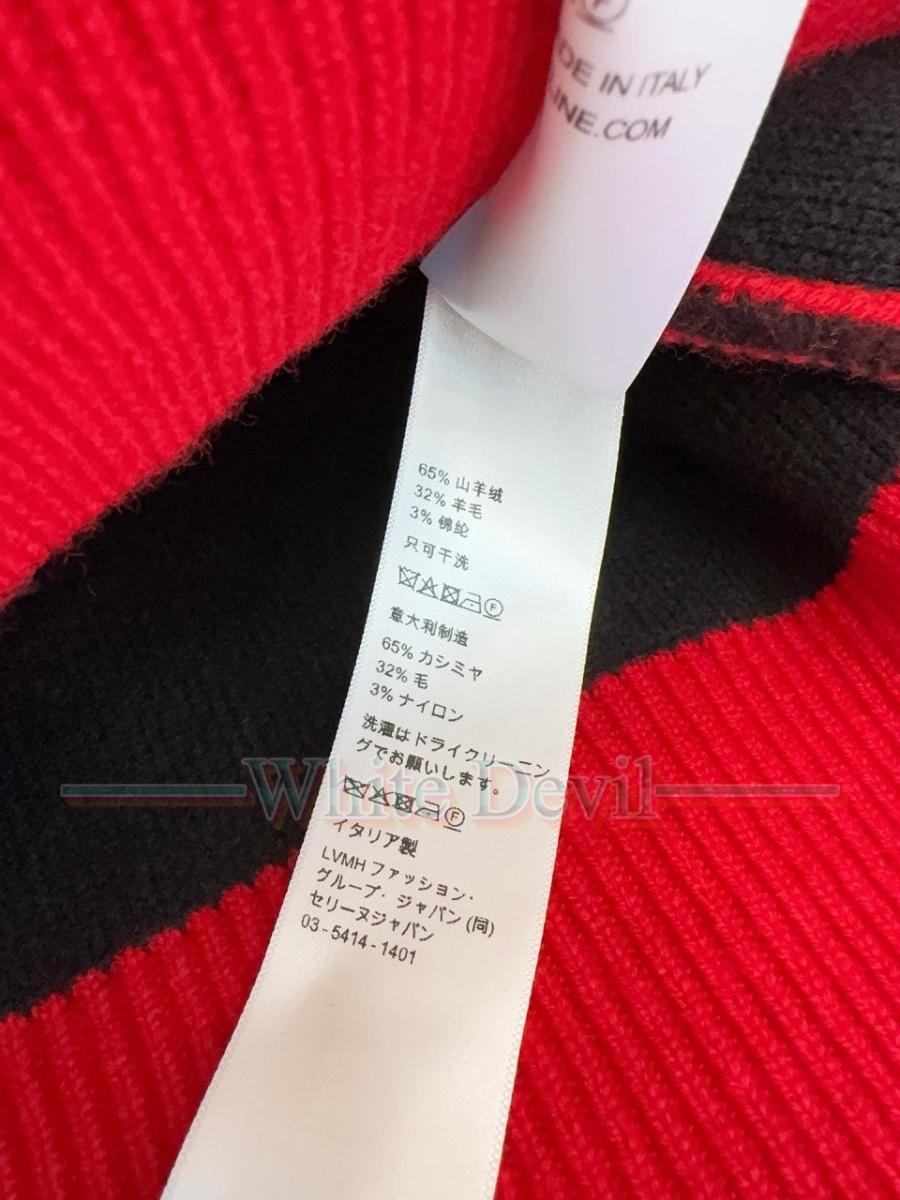 DE IN ITALY
INE.COM
65% 山羊绒
32% 羊毛
3% 锦纶
只可干洗
F
意大利制造
65% カシミヤ
32% 毛
3% ナイロン
洗濯はドライクリーニン
グでお願いします。
F
イタリア製
LVMH ファッション・
グループ・ジャパン (同)
セリーヌジャパン
03-5414-1401
White Devil